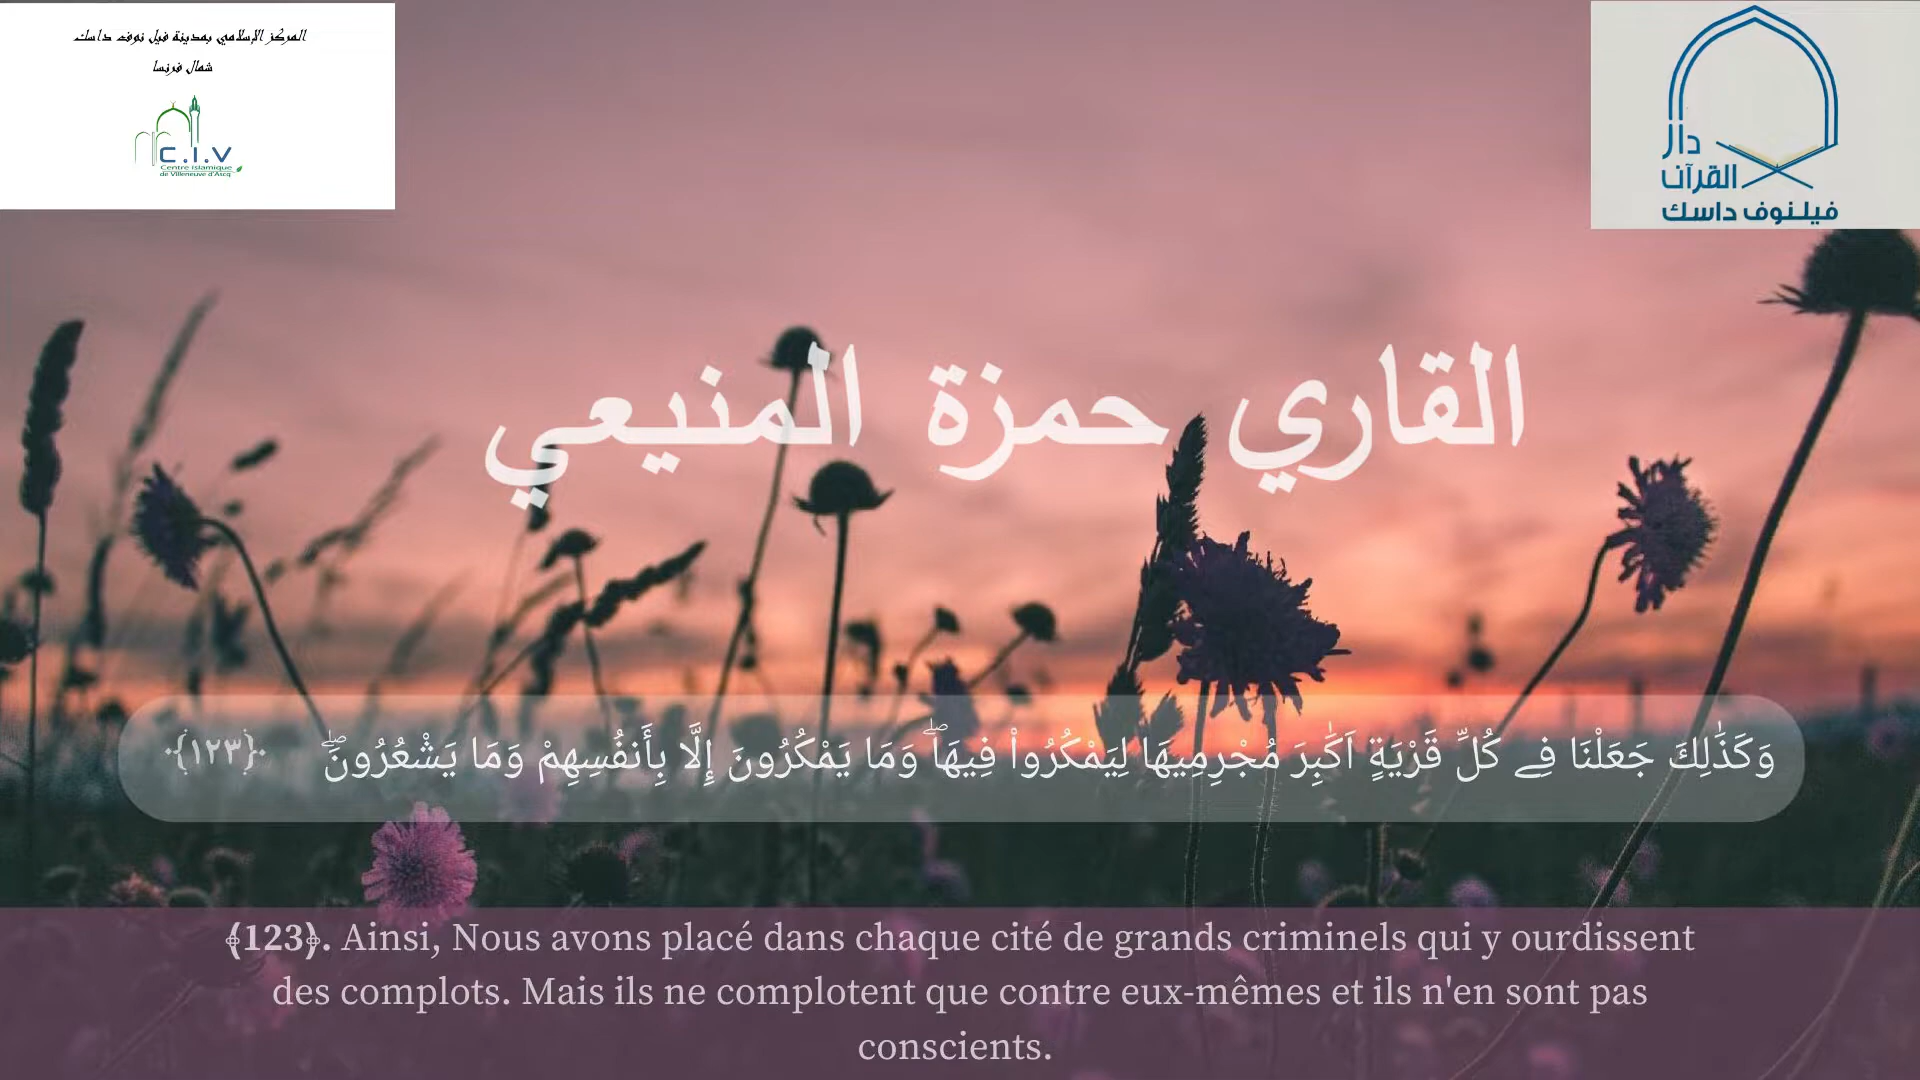 المركز الإسلامي بمدينة فيل نوف داسك
شمال فرنسا
C.I.V
Centre islamique
de Villeneuve d'Ascq
دار
القرآن
فيلنوف داسك
القاري حمزة المنيعي
وَكَذَٰلِكَ جَعَلْنَا فِے كُلِّ قَرْيَةٍ اَكَٰبِرَ مُجْرِمِيهَا لِيَمْكُرُواْ فِيهَاۖ وَمَا يَمْكُرُونَ إِلَّا بِأَنفُسِهِمْ وَمَا يَشْعُرُونَۖ ﴿١٢٣﴾
﴾123﴿. Ainsi, Nous avons placé dans chaque cité de grands criminels qui y ourdissent
des complots. Mais ils ne complotent que contre eux-mêmes et ils n'en sont pas
conscients.